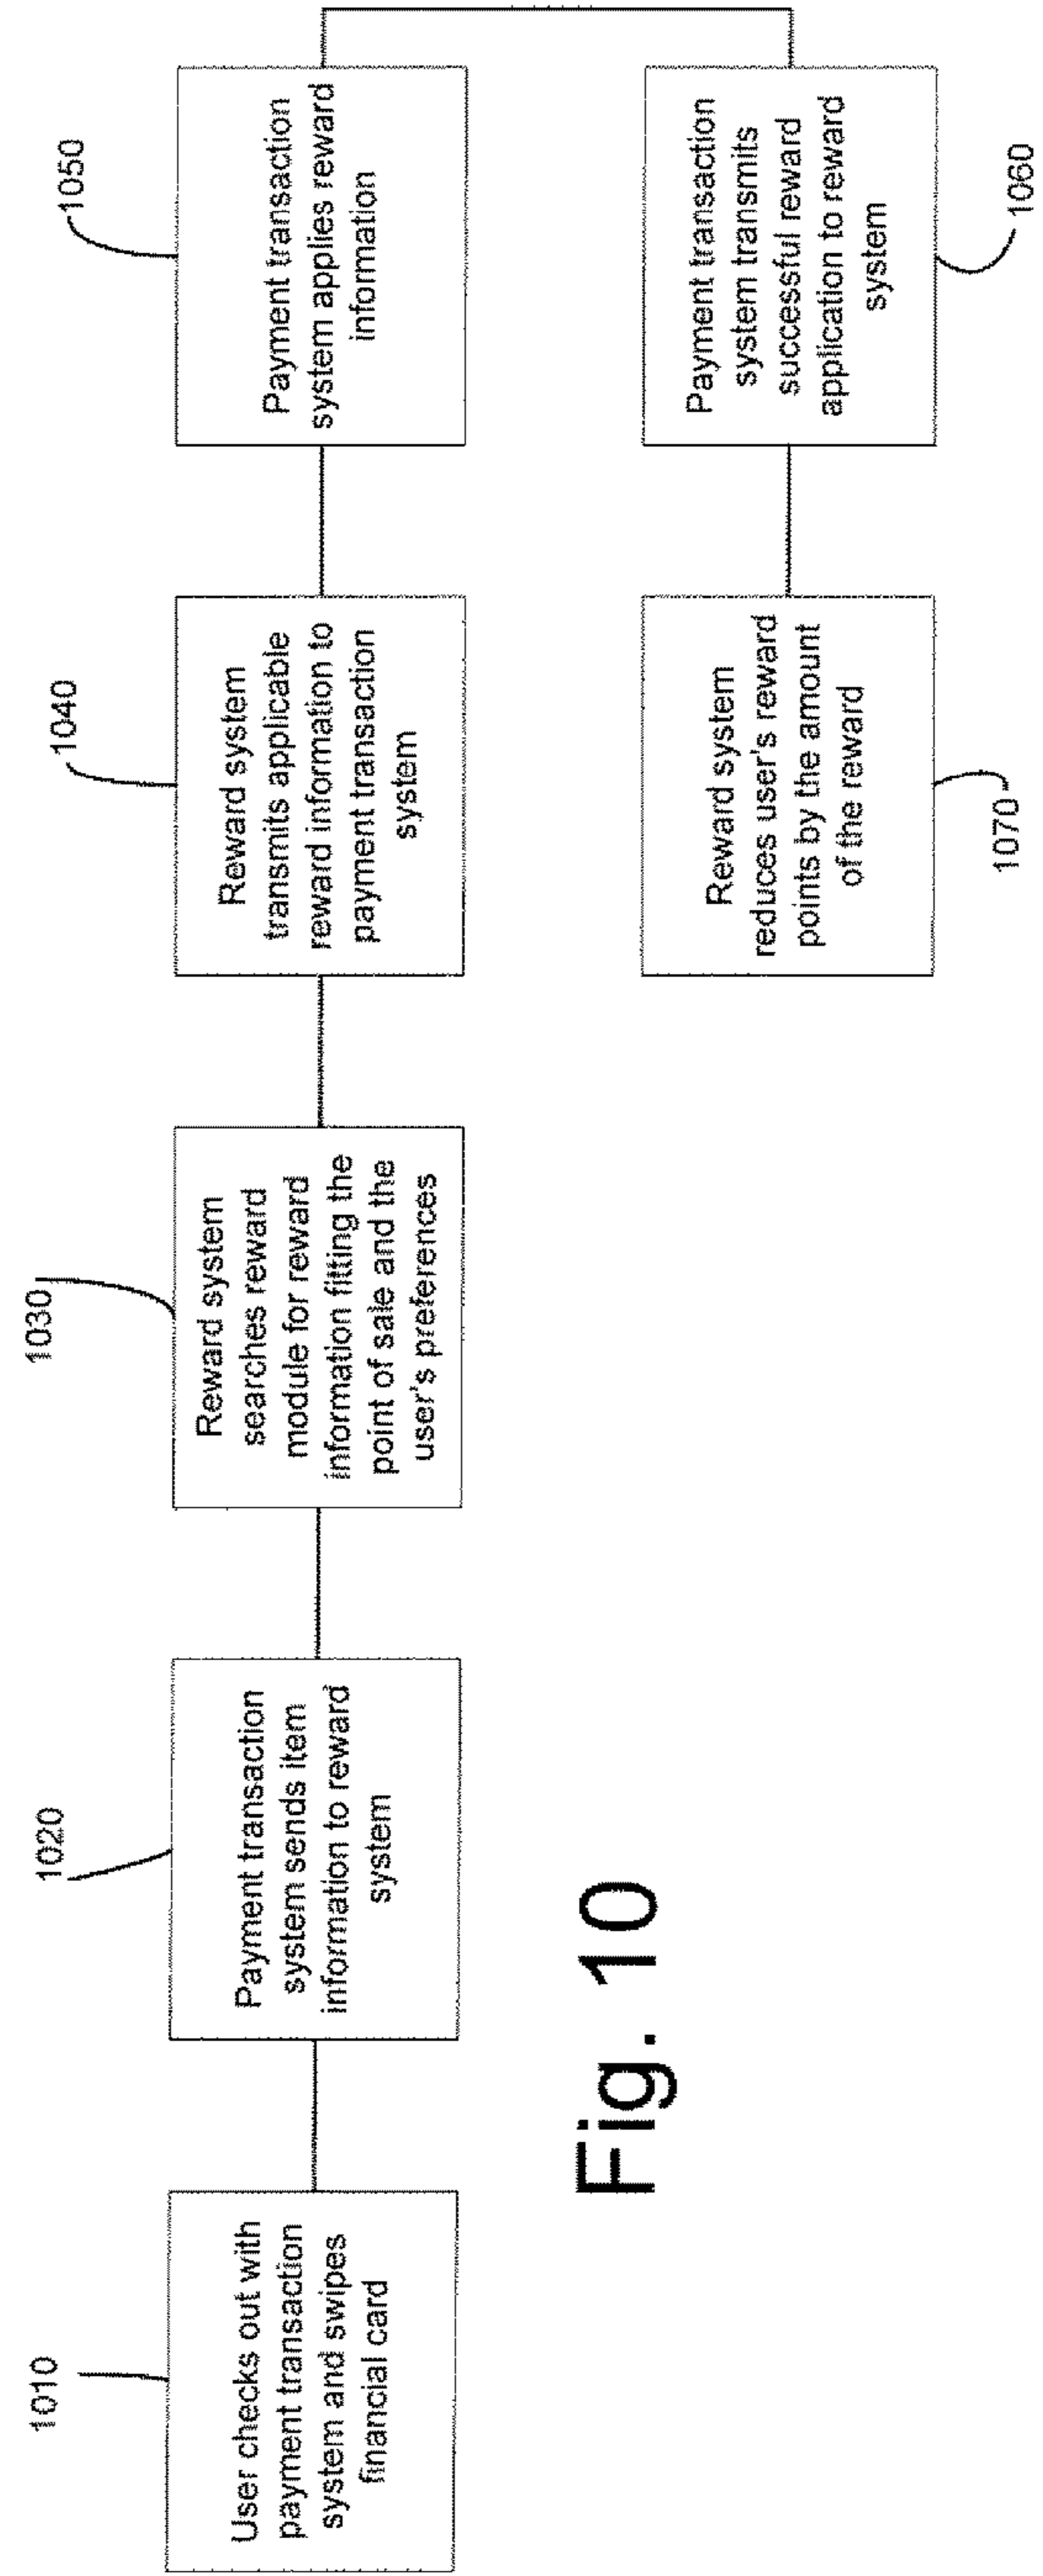 1010
User checks out with
payment transaction
system and swipes
financial card
1020
Payment transaction
system sends item
information to reward
system
1030
Reward system
searches reward
module for reward
information fitting the
point of sale and the
user's preferences
1040
Reward system
transmits applicable
reward information to
payment transaction
system
1050
Payment transaction
system applies reward
information
Payment transaction
system transmits
successful reward
application to reward
system
1060
Reward system
reduces user's reward
points by the amount
of the reward
1070
Fig. 10